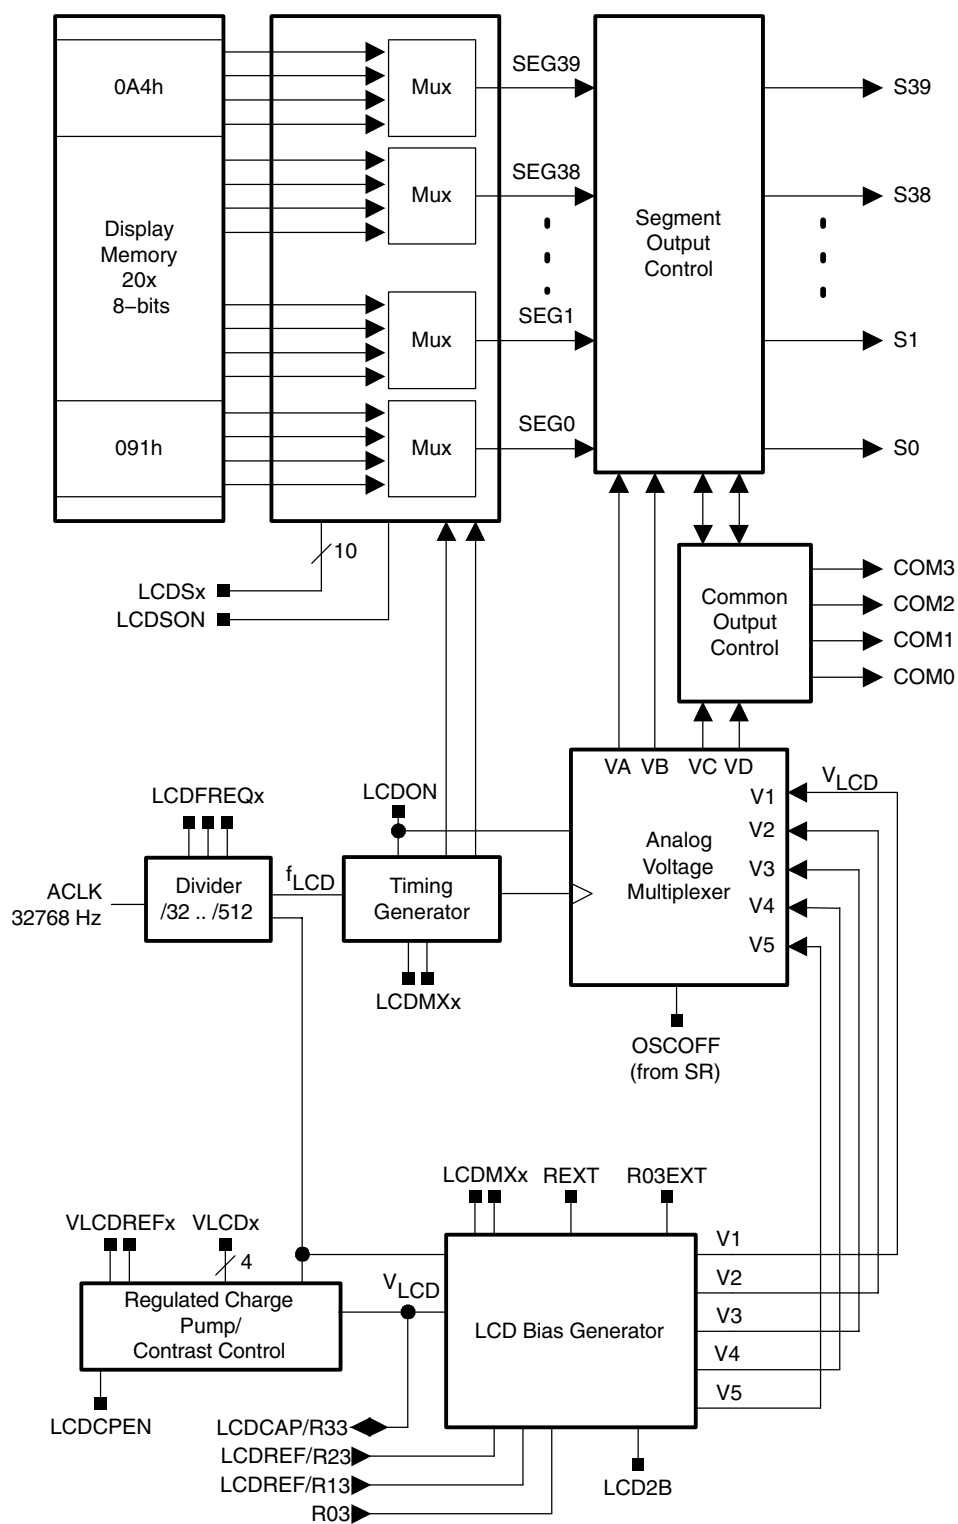 0A4h
Mux
SEG39
S39
Mux
SEG38
S38
Display
Memory
20x
8−bits
Segment
Output
Control
Mux
SEG1
S1
091h
Mux
SEG0
S0
10
LCDSx
LCDSON
Common
Output
Control
COM3
COM2
COM1
COM0
VA VB VC VD
VLCD
V1
V2
V3
V4
V5
Analog
Voltage
Multiplexer
LCDON
LCDFREQx
ACLK
32768 Hz
Divider
/32 .. /512
fLCD
Timing
Generator
LCDMXx
OSCOFF
(from SR)
LCDMXx REXT R03EXT
VLCDREFx VLCDx
4
VLCD
Regulated Charge
Pump/
Contrast Control
LCD Bias Generator
V1
V2
V3
V4
V5
LCDCPEN
LCDCAP/R33
LCDREF/R23
LCDREF/R13
R03
LCD2B